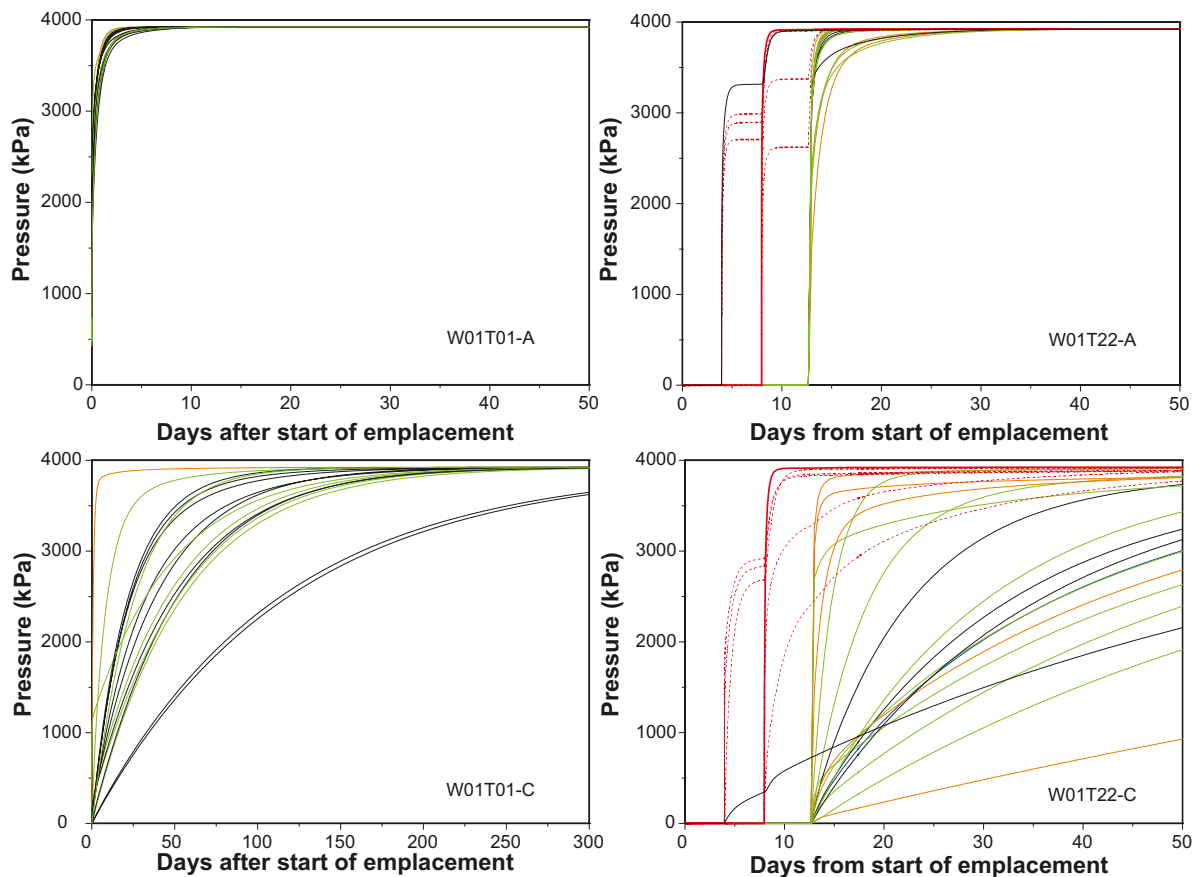 4000
3000
2000
1000
0
Pressure (kPa)
0 10 20 30 40 50
Days after start of emplacement
W01T01-A
4000
3000
2000
1000
0
Pressure (kPa)
0 10 20 30 40 50
Days from start of emplacement
W01T22-A
4000
3000
2000
1000
0
Pressure (kPa)
0 50 100 150 200 250 300
Days after start of emplacement
W01T01-C
4000
3000
2000
1000
0
Pressure (kPa)
0 10 20 30 40 50
Days from start of emplacement
W01T22-C